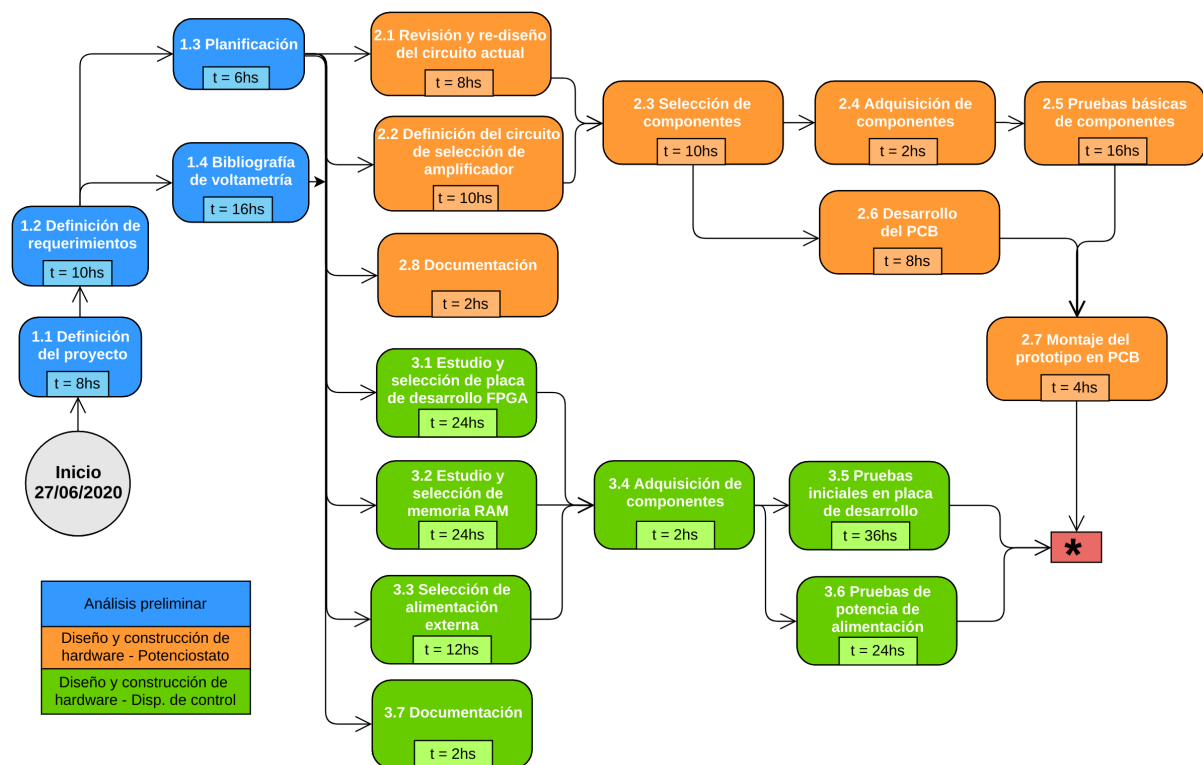 1.3 Planificación
t = 6hs
1.4 Bibliografía
de voltametría
t = 16hs
1.2 Definición de
requerimientos
t = 10hs
1.1 Definición
del proyecto
t = 8hs
Inicio
27/06/2020
2.1 Revisión y re-diseño
del circuito actual
t = 8hs
2.2 Definición del circuito
de selección de
amplificador
t = 10hs
2.8 Documentación
t = 2hs
2.3 Selección de
componentes
t = 10hs
2.4 Adquisición de
componentes
t = 2hs
2.5 Pruebas básicas
de componentes
t = 16hs
2.6 Desarrollo
del PCB
t = 8hs
2.7 Montaje del
prototipo en PCB
t = 4hs
3.1 Estudio y
selección de placa
de desarrollo FPGA
t = 24hs
3.2 Estudio y
selección de
memoria RAM
t = 24hs
3.3 Selección de
alimentación
externa
t = 12hs
3.7 Documentación
t = 2hs
3.4 Adquisición de
componentes
t = 2hs
3.5 Pruebas
iniciales en placa
de desarrollo
t = 36hs
3.6 Pruebas de
potencia de
alimentación
t = 24hs
*
Análisis preliminar
Diseño y construcción de
hardware - Potenciostato
Diseño y construcción de
hardware - Disp. de control